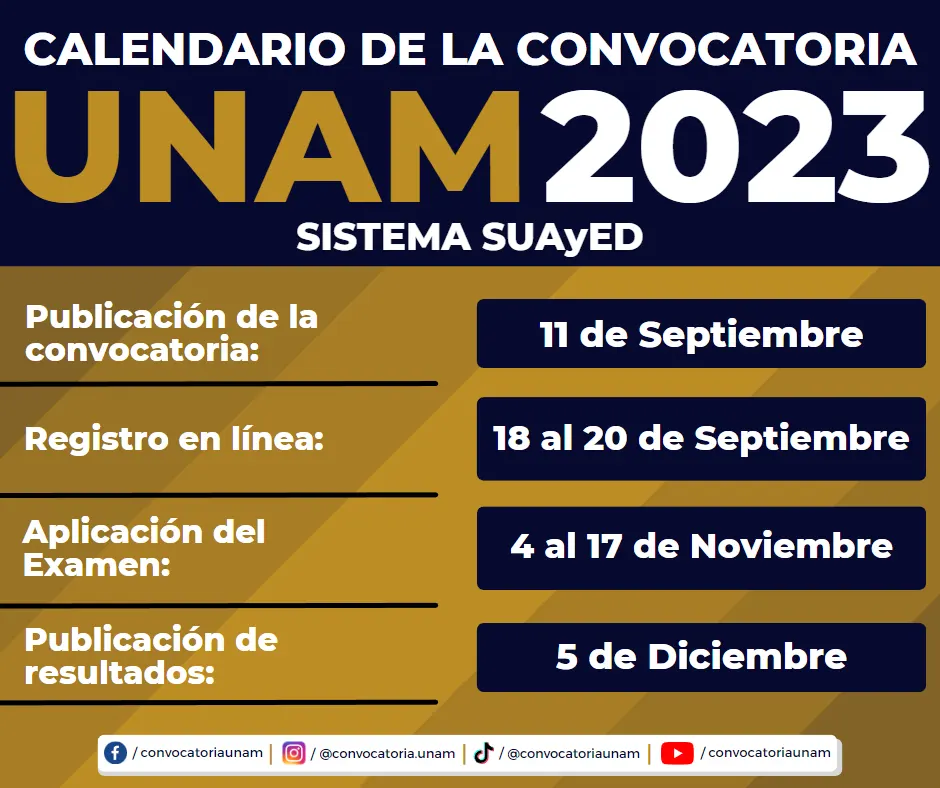 CALENDARIO DE LA CONVOCATORIA
UNAM 2023
SISTEMA SUAyED
Publicación de la
convocatoria:
11 de Septiembre
Registro en línea:
18 al 20 de Septiembre
Aplicación del
Examen:
4 al 17 de Noviembre
Publicación de
resultados:
5 de Diciembre
/ convocatoriaunam | / @convocatoria.unam | / @convocatoriaunam | / convocatoriaunam